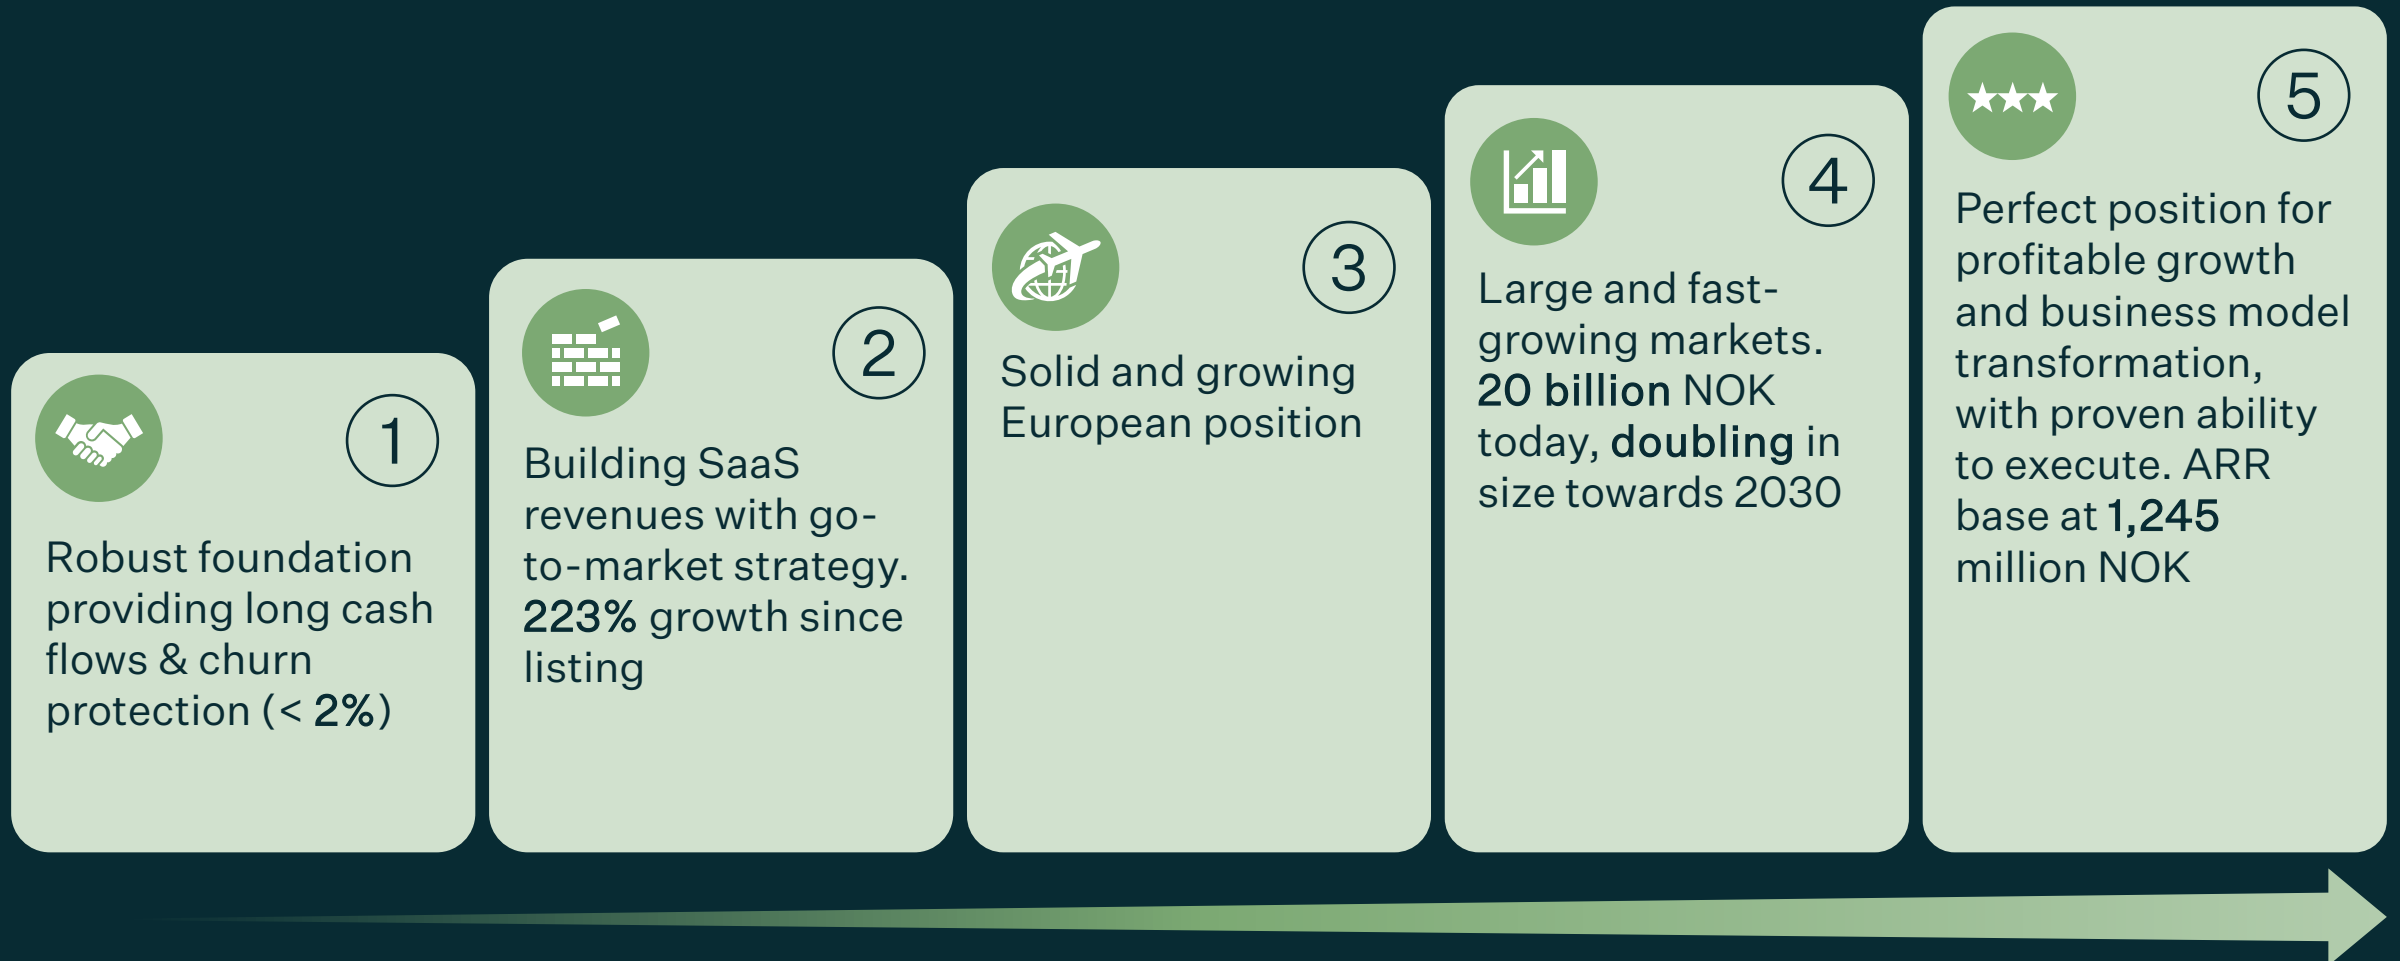 1
Robust foundation
providing long cash
flows & churn
protection (< 2%)
2
Building SaaS
revenues with go-
to-market strategy.
223% growth since
listing
3
Solid and growing
European position
4
Large and fast-
growing markets.
20 billion NOK
today, doubling in
size towards 2030
5
Perfect position for
profitable growth
and business model
transformation,
with proven ability
to execute. ARR
base at 1,245
million NOK